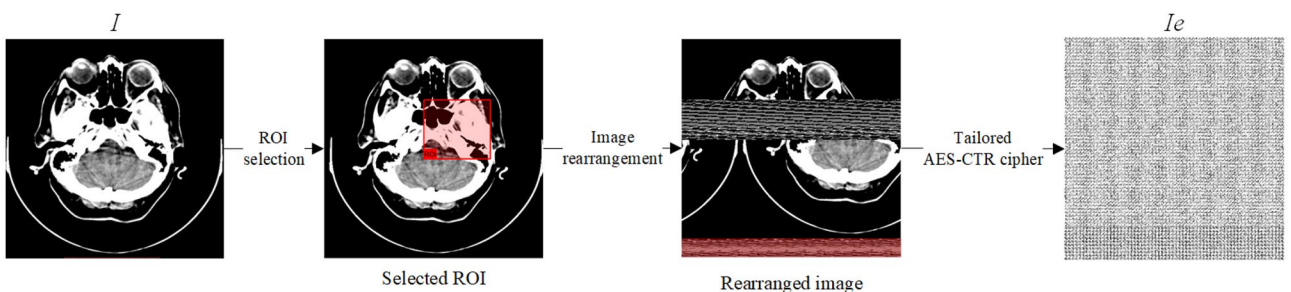 I
Ie
ROI
selection
Image
rearrangement
Tailored
AES-CTR cipher
Selected ROI
Rearranged image